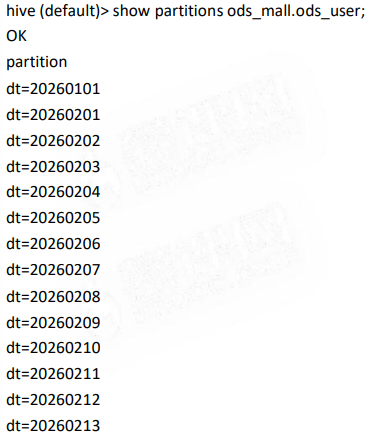 hive (default)> show partitions ods_mall.ods_user;
OK
partition
dt=20260101
dt=20260201
dt=20260202
dt=20260203
dt=20260204
dt=20260205
dt=20260206
dt=20260207
dt=20260208
dt=20260209
dt=20260210
dt=20260211
dt=20260212
dt=20260213